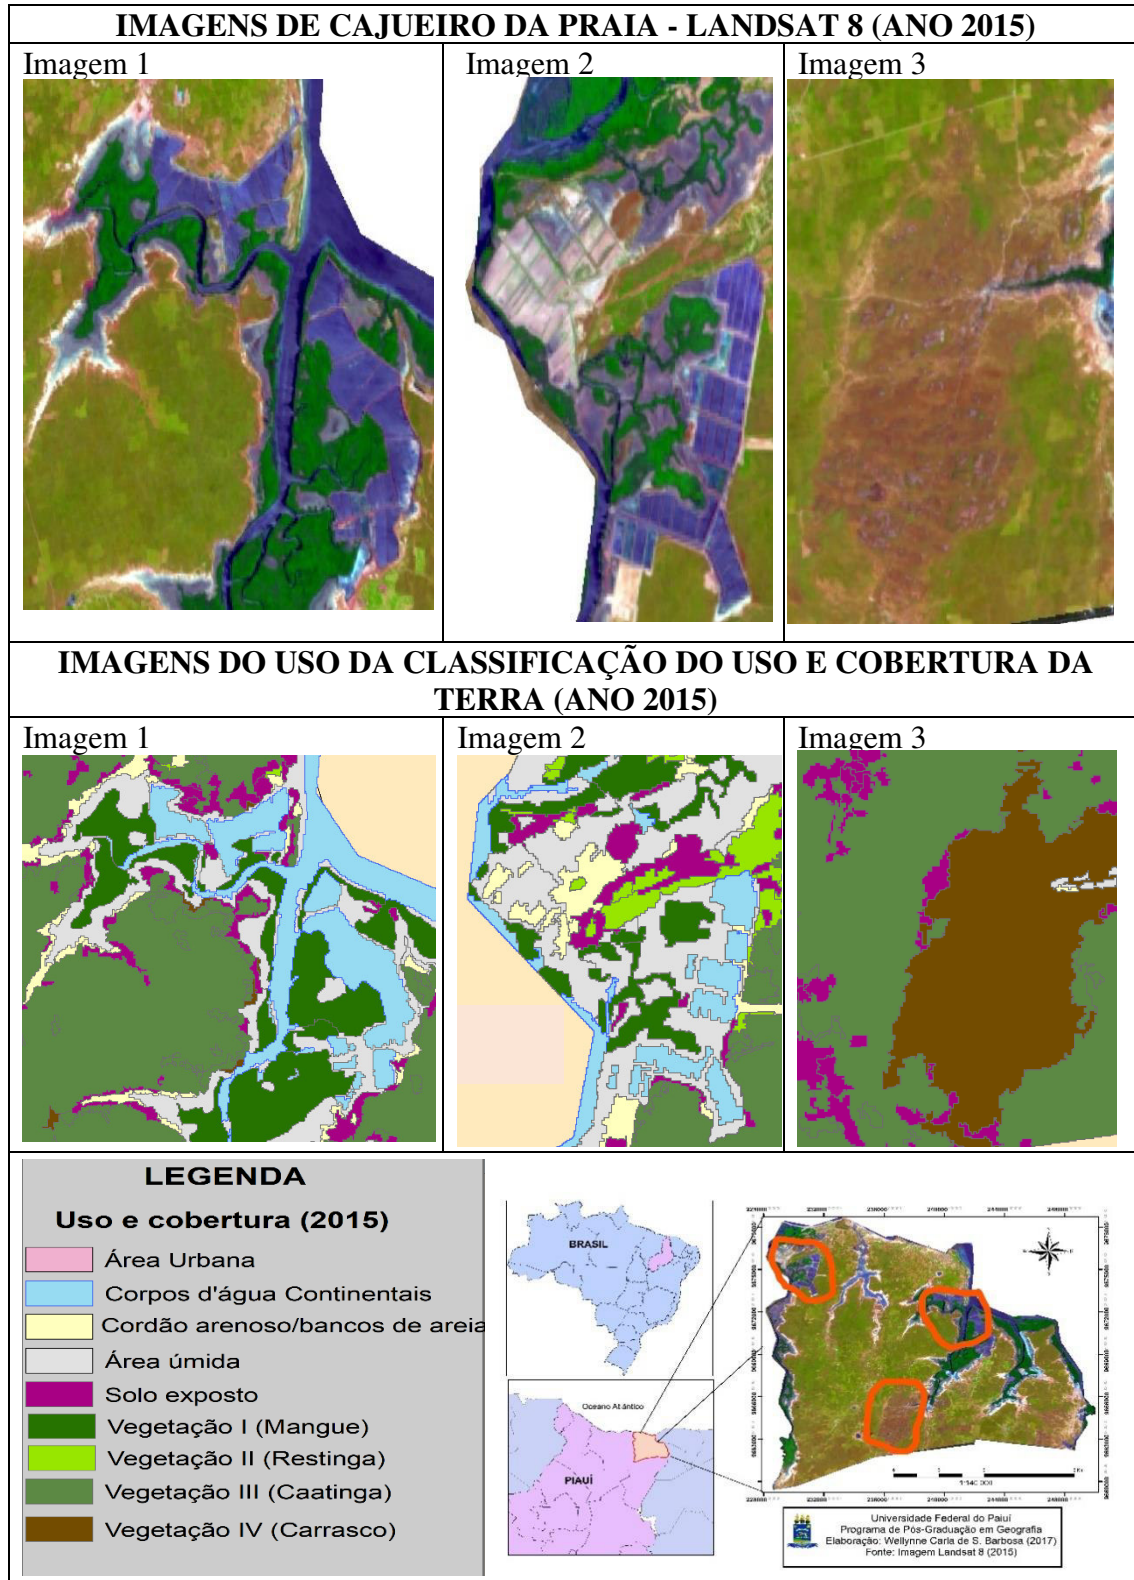 IMAGENS DE CAJUEIRO DA PRAIA - LANDSAT 8 (ANO 2015)
Imagem 1
Imagem 2
Imagem 3
IMAGENS DO USO DA CLASSIFICAÇÃO DO USO E COBERTURA DA
TERRA (ANO 2015)
Imagem 1
Imagem 2
Imagem 3
LEGENDA
Uso e cobertura (2015)
Área Urbana
Corpos d'água Continentais
Cordão arenoso/bancos de areia
Área úmida
Solo exposto
Vegetação I (Mangue)
Vegetação II (Restinga)
Vegetação III (Caatinga)
Vegetação IV (Carrasco)
BRASIL
Oceano Atlântico
PIAUÍ
1:140.000
Universidade Federal do Piauí
Programa de Pós-Graduação em Geografia
Elaboração: Wellynne Carla de S. Barbosa (2017)
Fonte: Imagem Landsat 8 (2015)